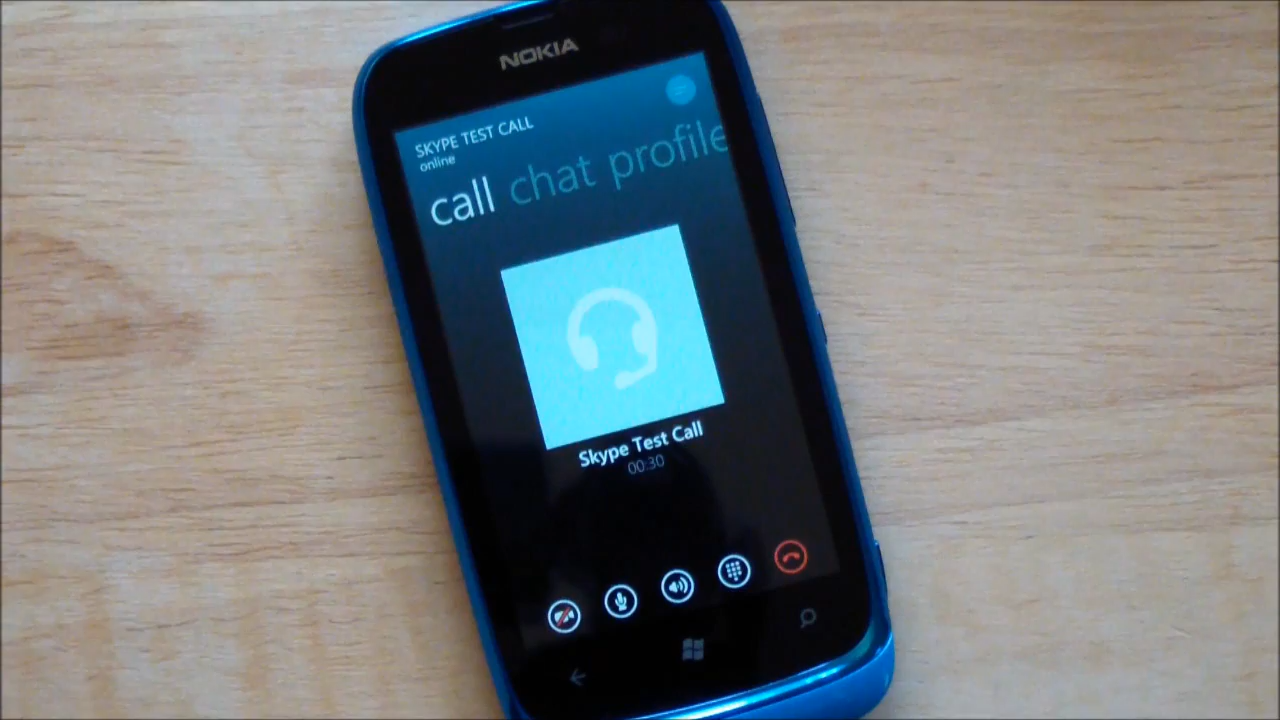 NOKIA
SKYPE TEST CALL
online
call chat profile
Skype Test Call
00:30